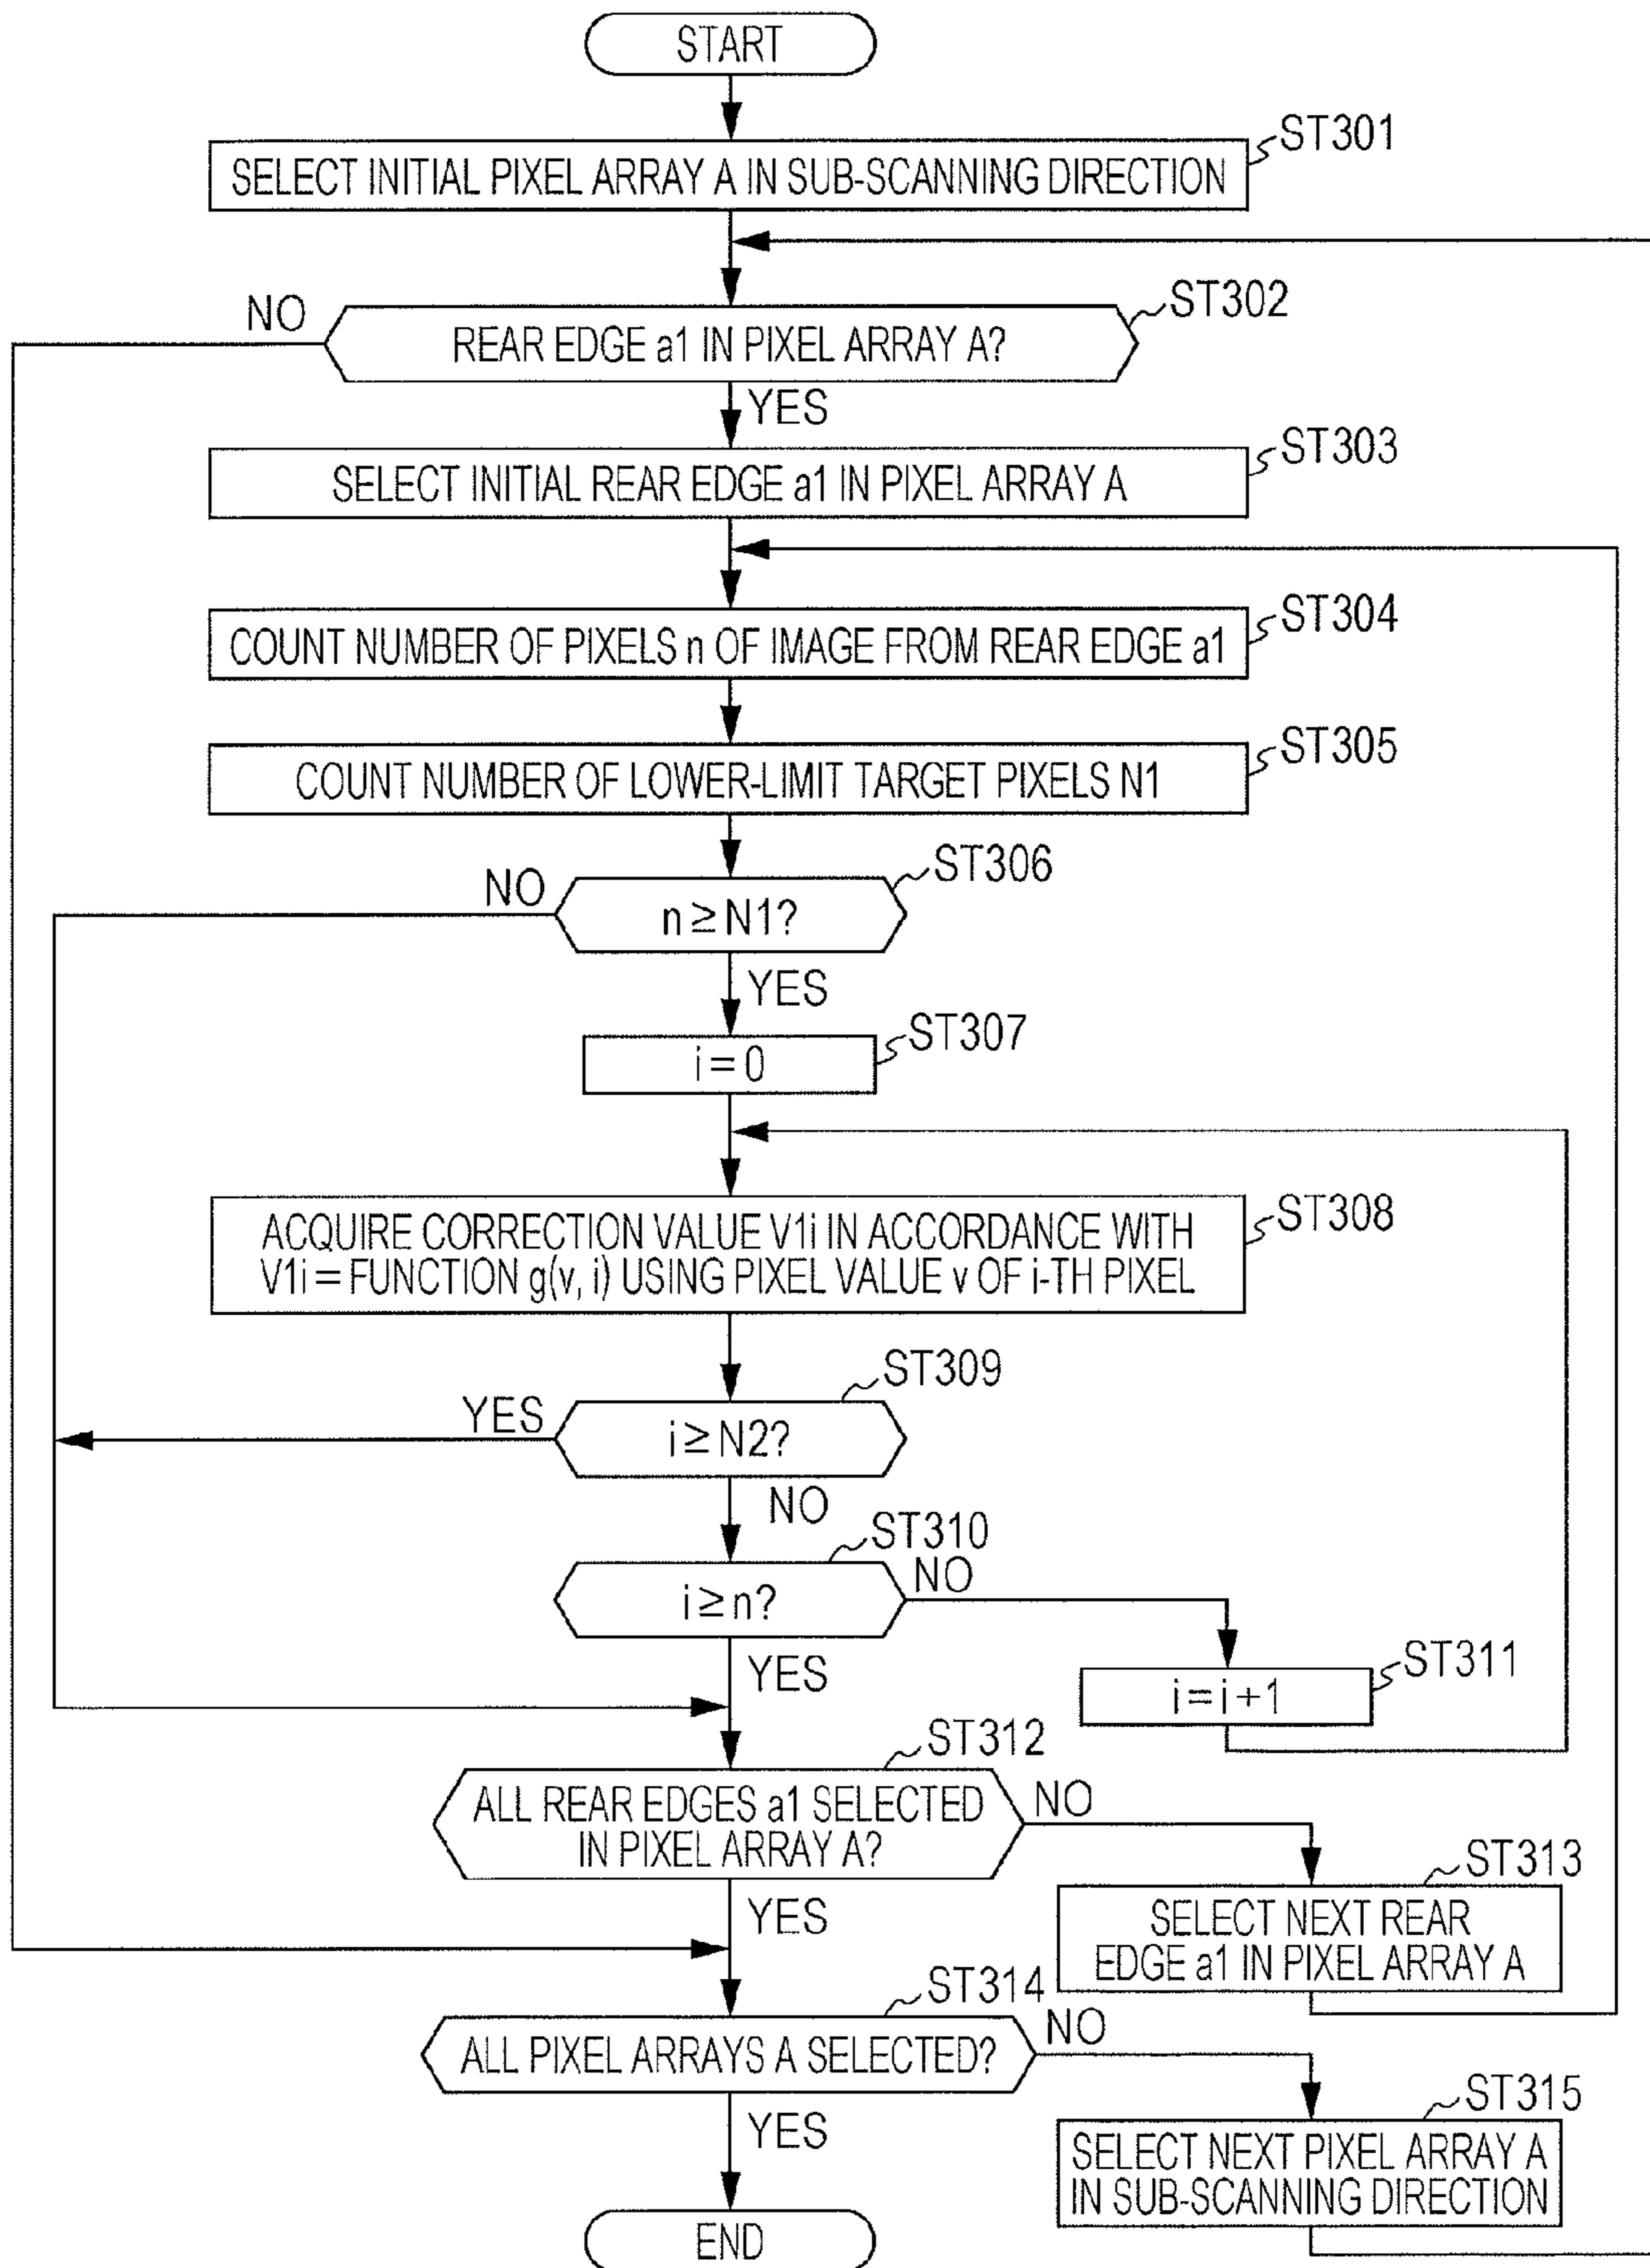 START
ST301
SELECT INITIAL PIXEL ARRAY A IN SUB-SCANNING DIRECTION
ST302
NO
REAR EDGE a1 IN PIXEL ARRAY A?
YES
ST303
SELECT INITIAL REAR EDGE a1 IN PIXEL ARRAY A
ST304
COUNT NUMBER OF PIXELS n OF IMAGE FROM REAR EDGE a1
ST305
COUNT NUMBER OF LOWER-LIMIT TARGET PIXELS N1
ST306
NO
n ≥ N1?
YES
ST307
i = 0
ST308
ACQUIRE CORRECTION VALUE V1i IN ACCORDANCE WITH
V1i = FUNCTION g(v, i) USING PIXEL VALUE v OF i-TH PIXEL
ST309
YES
i ≥ N2?
NO
ST310
NO
i ≥ n?
YES
ST311
i = i + 1
ST312
ALL REAR EDGES a1 SELECTED
IN PIXEL ARRAY A?
NO
YES
ST313
SELECT NEXT REAR
EDGE a1 IN PIXEL ARRAY A
ST314
ALL PIXEL ARRAYS A SELECTED?
NO
YES
ST315
SELECT NEXT PIXEL ARRAY A
IN SUB-SCANNING DIRECTION
END